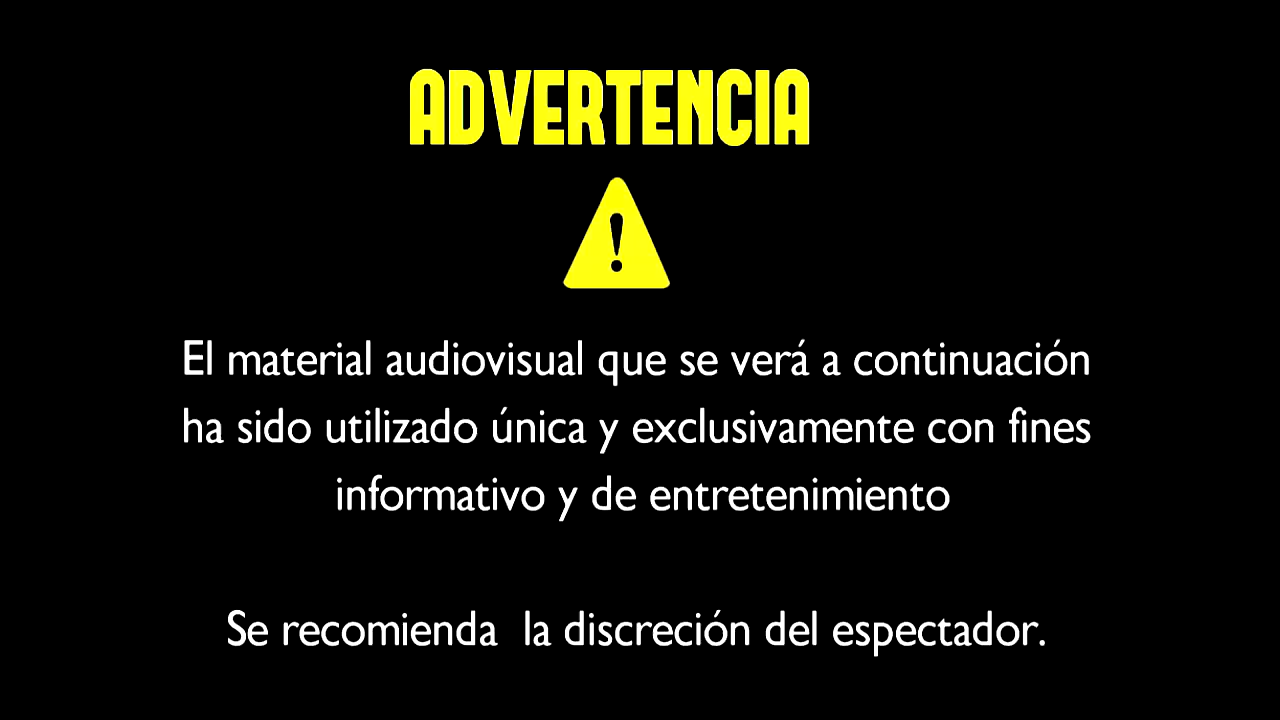 ADVERTENCIA
!
El material audiovisual que se verá a continuación
ha sido utilizado única y exclusivamente con fines
informativo y de entretenimiento
Se recomienda  la discreción del espectador.